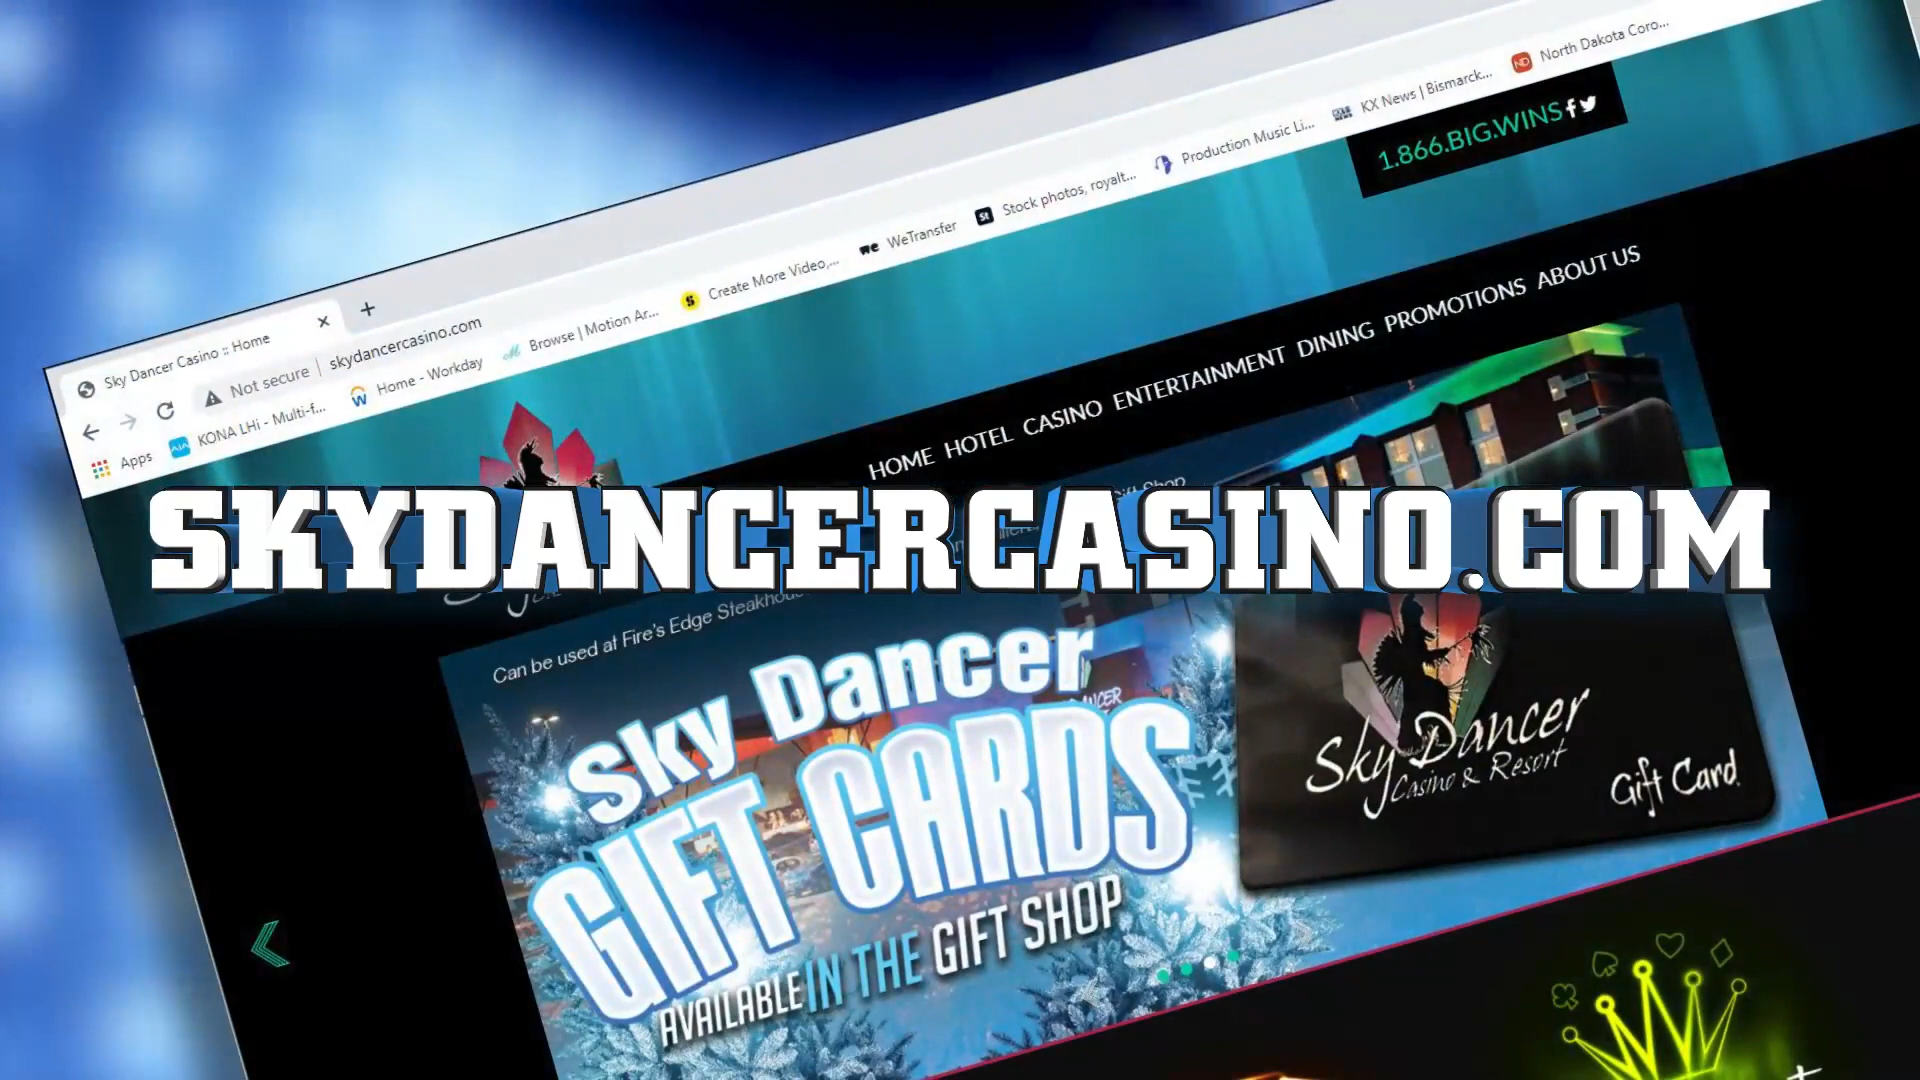 Sky Dancer Casino :: Home
Not secure
skydancercasino.com
Apps
KONA LHi - Multi-f...
Home - Workday
Browse | Motion Ar...
Create More Video,...
WeTransfer
St
Stock photos, royalt...
Production Music Li...
KX News | Bismarck...
ND
North Dakota Coro...
1.866.BIG.WINS
HOME HOTEL CASINO ENTERTAINMENT DINING PROMOTIONS ABOUT US
SKYDANCERCASINO.COM
Can be used at Fire's Edge
Sky Dancer
GIFT CARDS
AVAILABLE IN THE GIFT SHOP
Sky Dancer
Casino & Resort
Gift Card